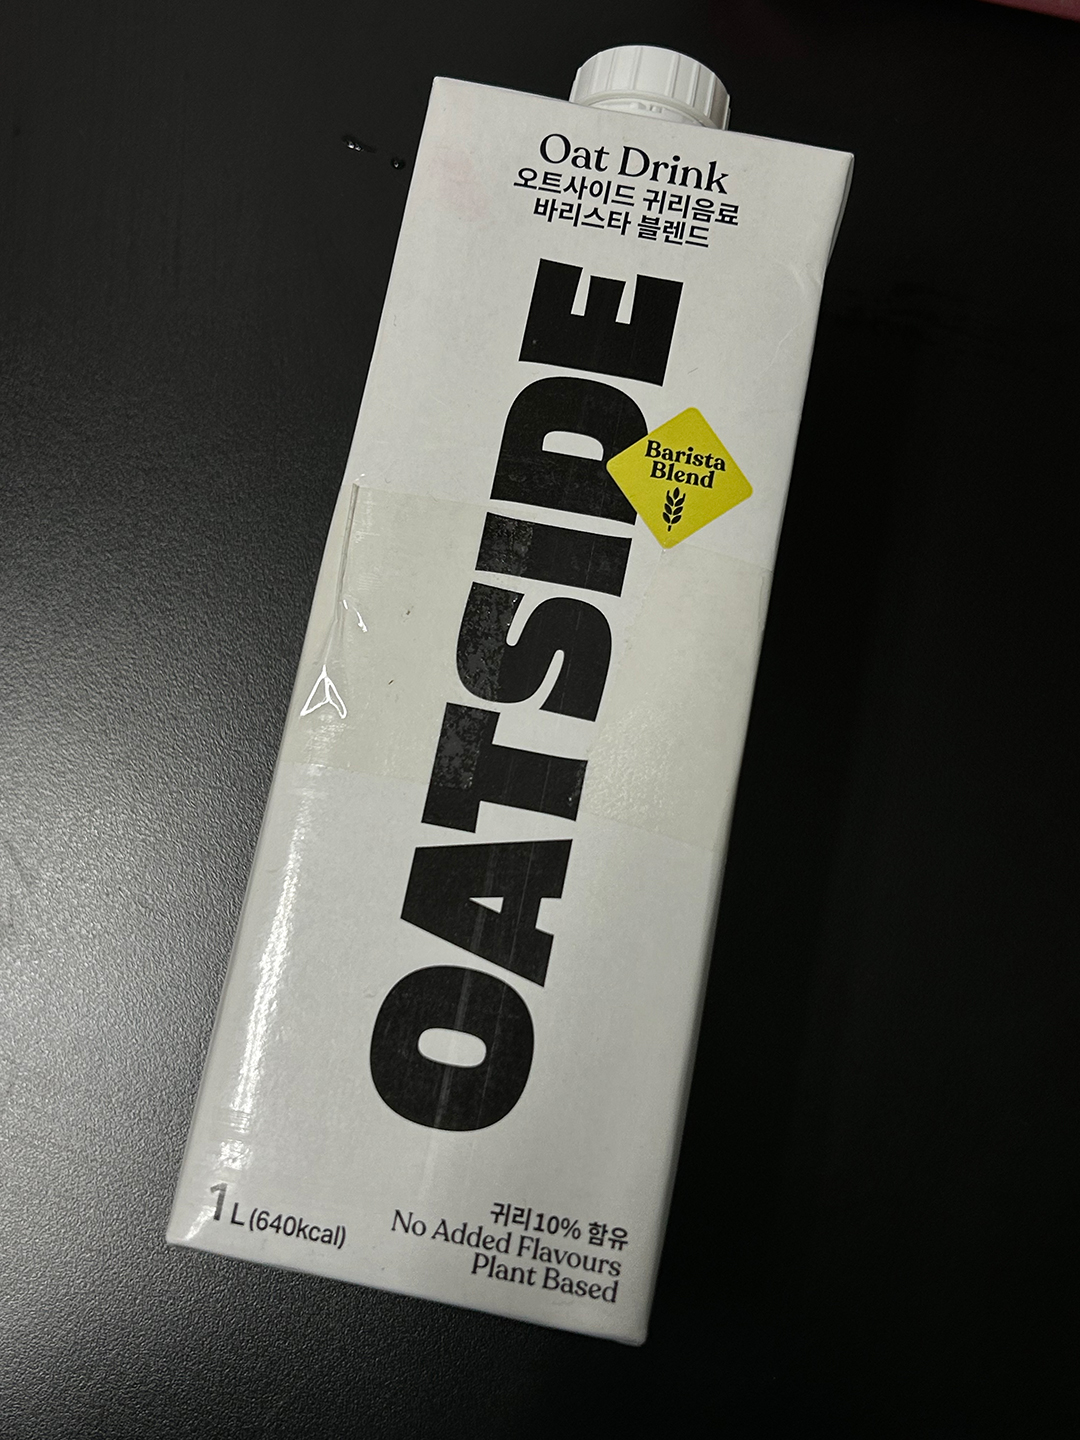 Oat Drink
오트사이드 귀리음료
바리스타 블렌드
OATSIDE
Barista
Blend
1L (640kcal)
귀리10% 함유
No Added Flavours
Plant Based